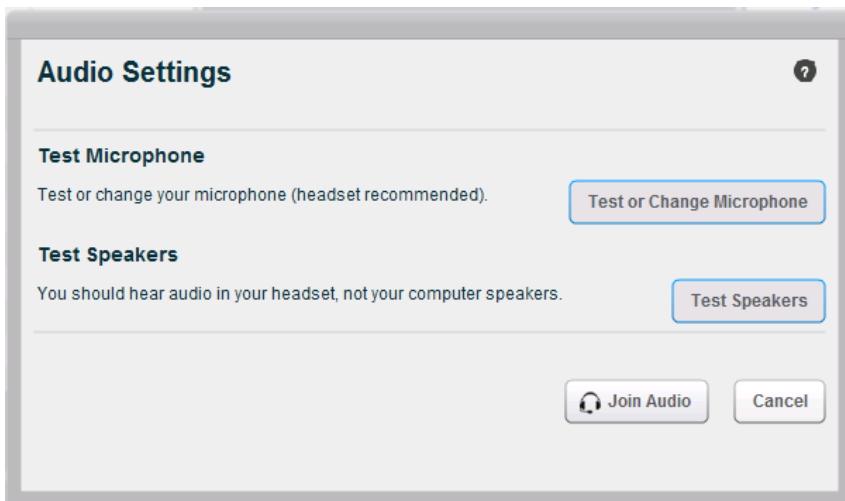 Audio Settings
?
Test Microphone
Test or change your microphone (headset recommended).
Test or Change Microphone
Test Speakers
You should hear audio in your headset, not your computer speakers.
Test Speakers
Join Audio
Cancel